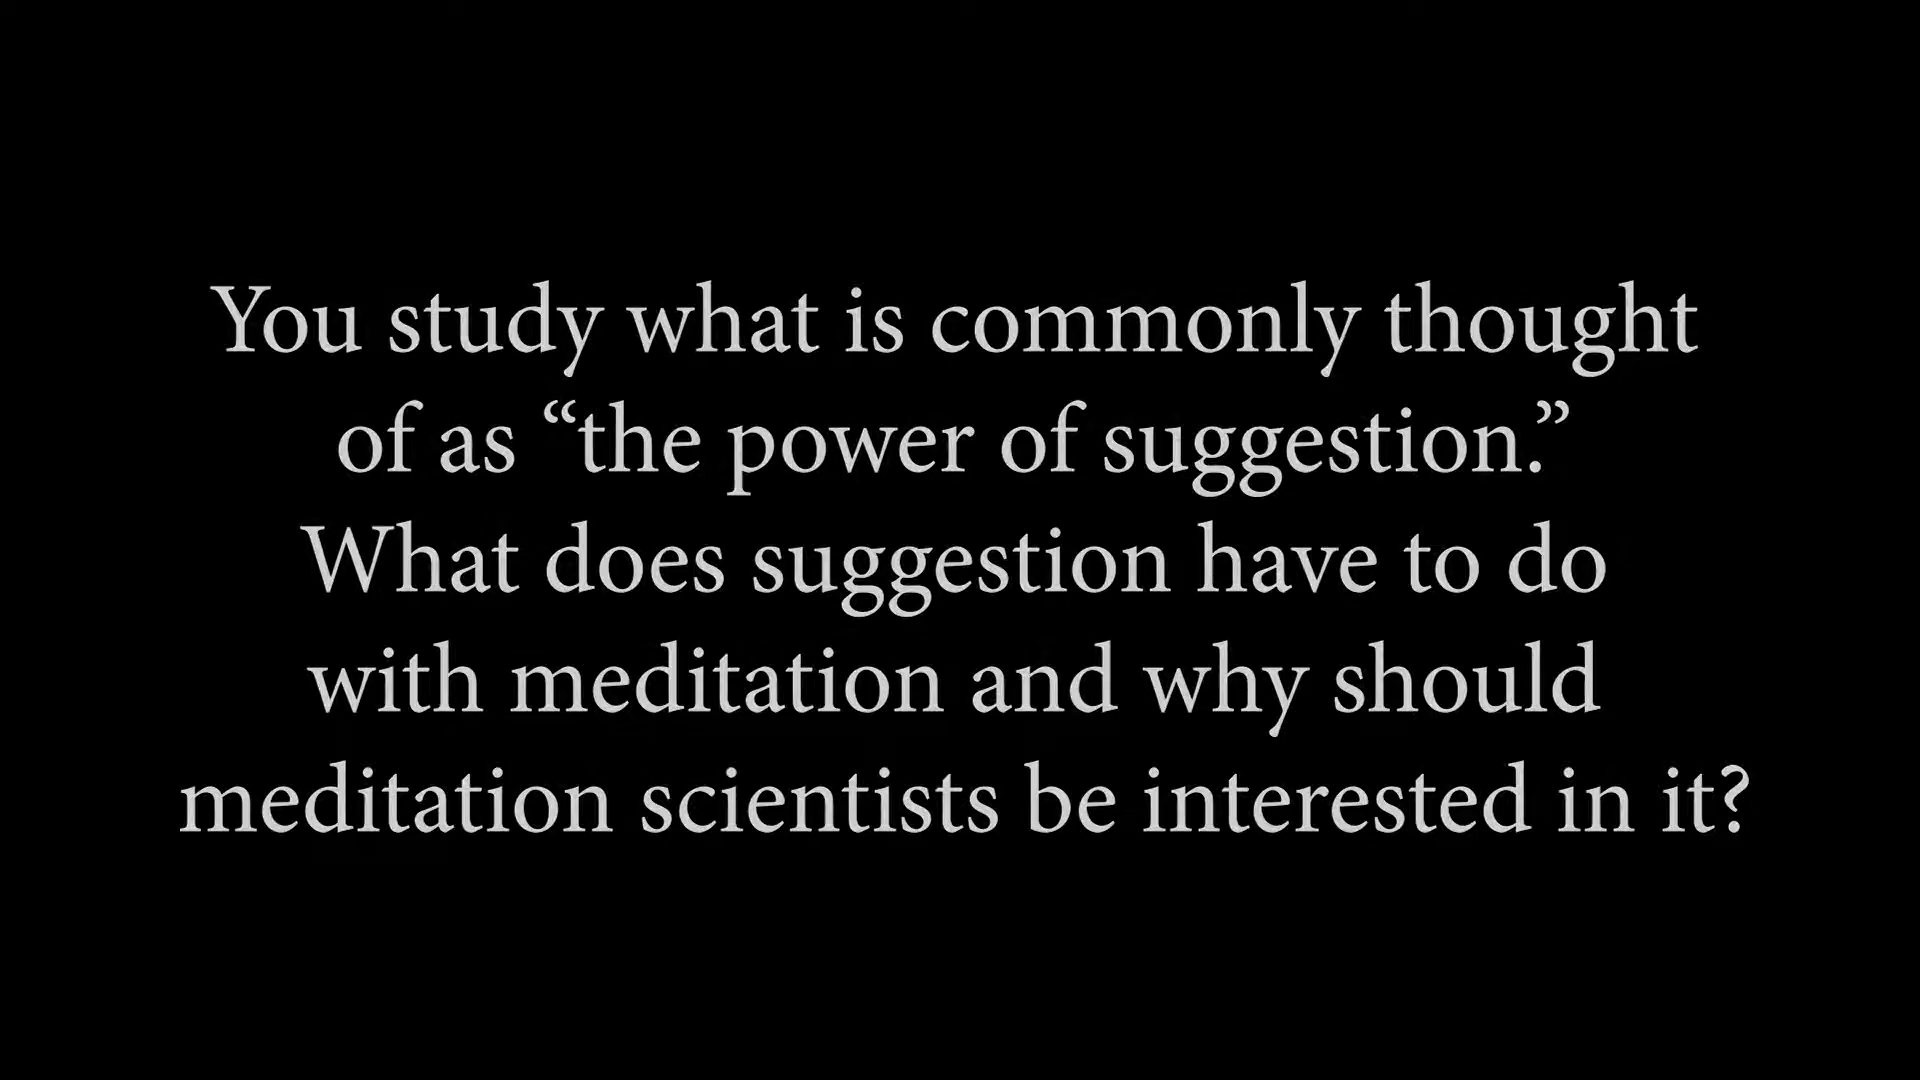 You study what is commonly thought
of as “the power of suggestion.”
What does suggestion have to do
with meditation and why should
meditation scientists be interested in it?